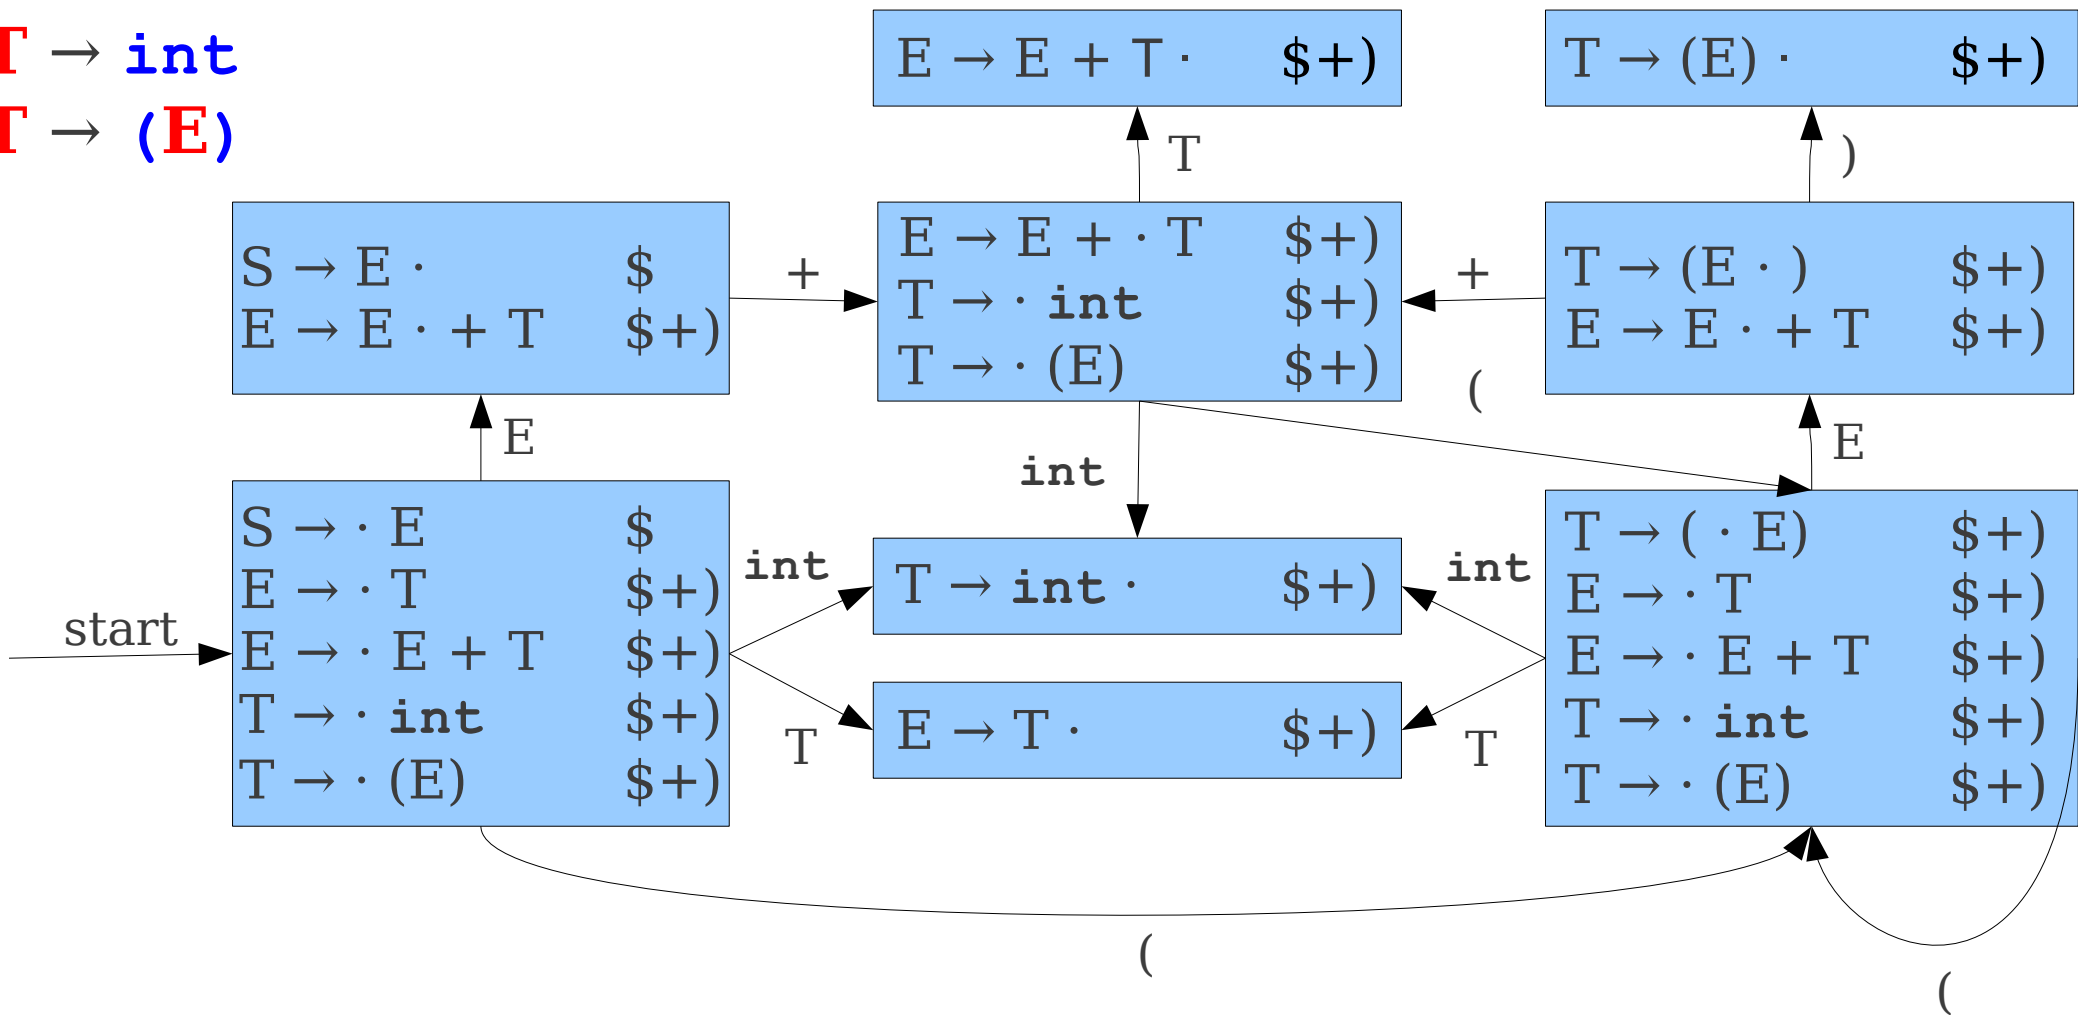 T → int
T → (E)
E → E + T · $+)
T → (E) · $+)
T
)
S → E · $
E → E · + T $+)
+
E → E + · T $+)
T → · int $+)
T → · (E) $+)
+
T → (E · ) $+)
E → E · + T $+)
(
E
E
int
start
S → · E $
E → · T $+)
E → · E + T $+)
T → · int $+)
T → · (E) $+)
int
T
T → int · $+)
E → T · $+)
int
T
T → ( · E) $+)
E → · T $+)
E → · E + T $+)
T → · int $+)
T → · (E) $+)
(
(